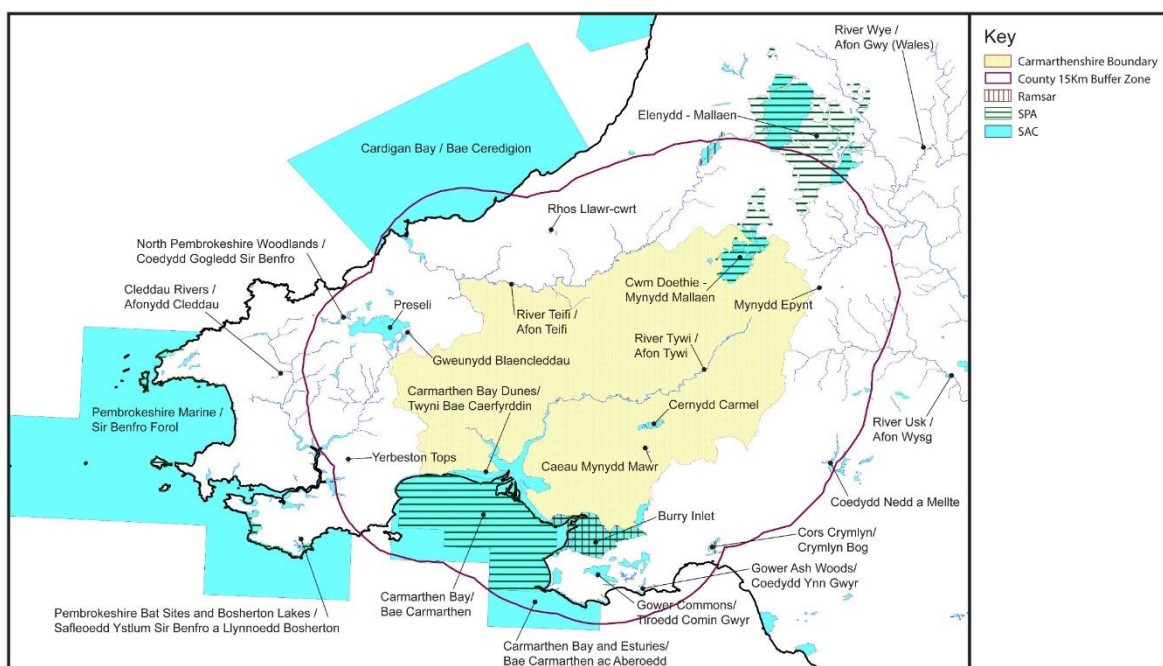 River Wye /
Afon Gwy (Wales)
Elenydd - Mallaen
Cardigan Bay / Bae Ceredigion
Rhos Llawr-cwrt
North Pembrokeshire Woodlands /
Coedydd Gogledd Sir Benfro
Cleddau Rivers /
Afonydd Cleddau
Preseli
River Teifi /
Afon Teifi
Cwm Doethie -
Mynydd Mallaen
Mynydd Epynt
Gweunydd Blaencleddau
River Tywi /
Afon Tywi
Carmarthen Bay Dunes/
Twyni Bae Caerfyrddin
Cernydd Carmel
Pembrokeshire Marine /
Sir Benfro Forol
River Usk /
Afon Wysg
Yerbeston Tops
Caeau Mynydd Mawr
Coedydd Nedd a Mellte
Burry Inlet
Cors Crymlyn/
Crymlyn Bog
Gower Ash Woods/
Coedydd Ynn Gwyr
Pembrokeshire Bat Sites and Bosherton Lakes /
Safleoedd Ystlum Sir Benfro a Llynnoedd Bosherton
Carmarthen Bay/
Bae Carmarthen
Gower Commons/
Tiroedd Comin Gwyr
Carmarthen Bay and Esturies/
Bae Carmarthen ac Aberoedd
Key
Carmarthenshire Boundary
County 15Km Buffer Zone
Ramsar
SPA
SAC